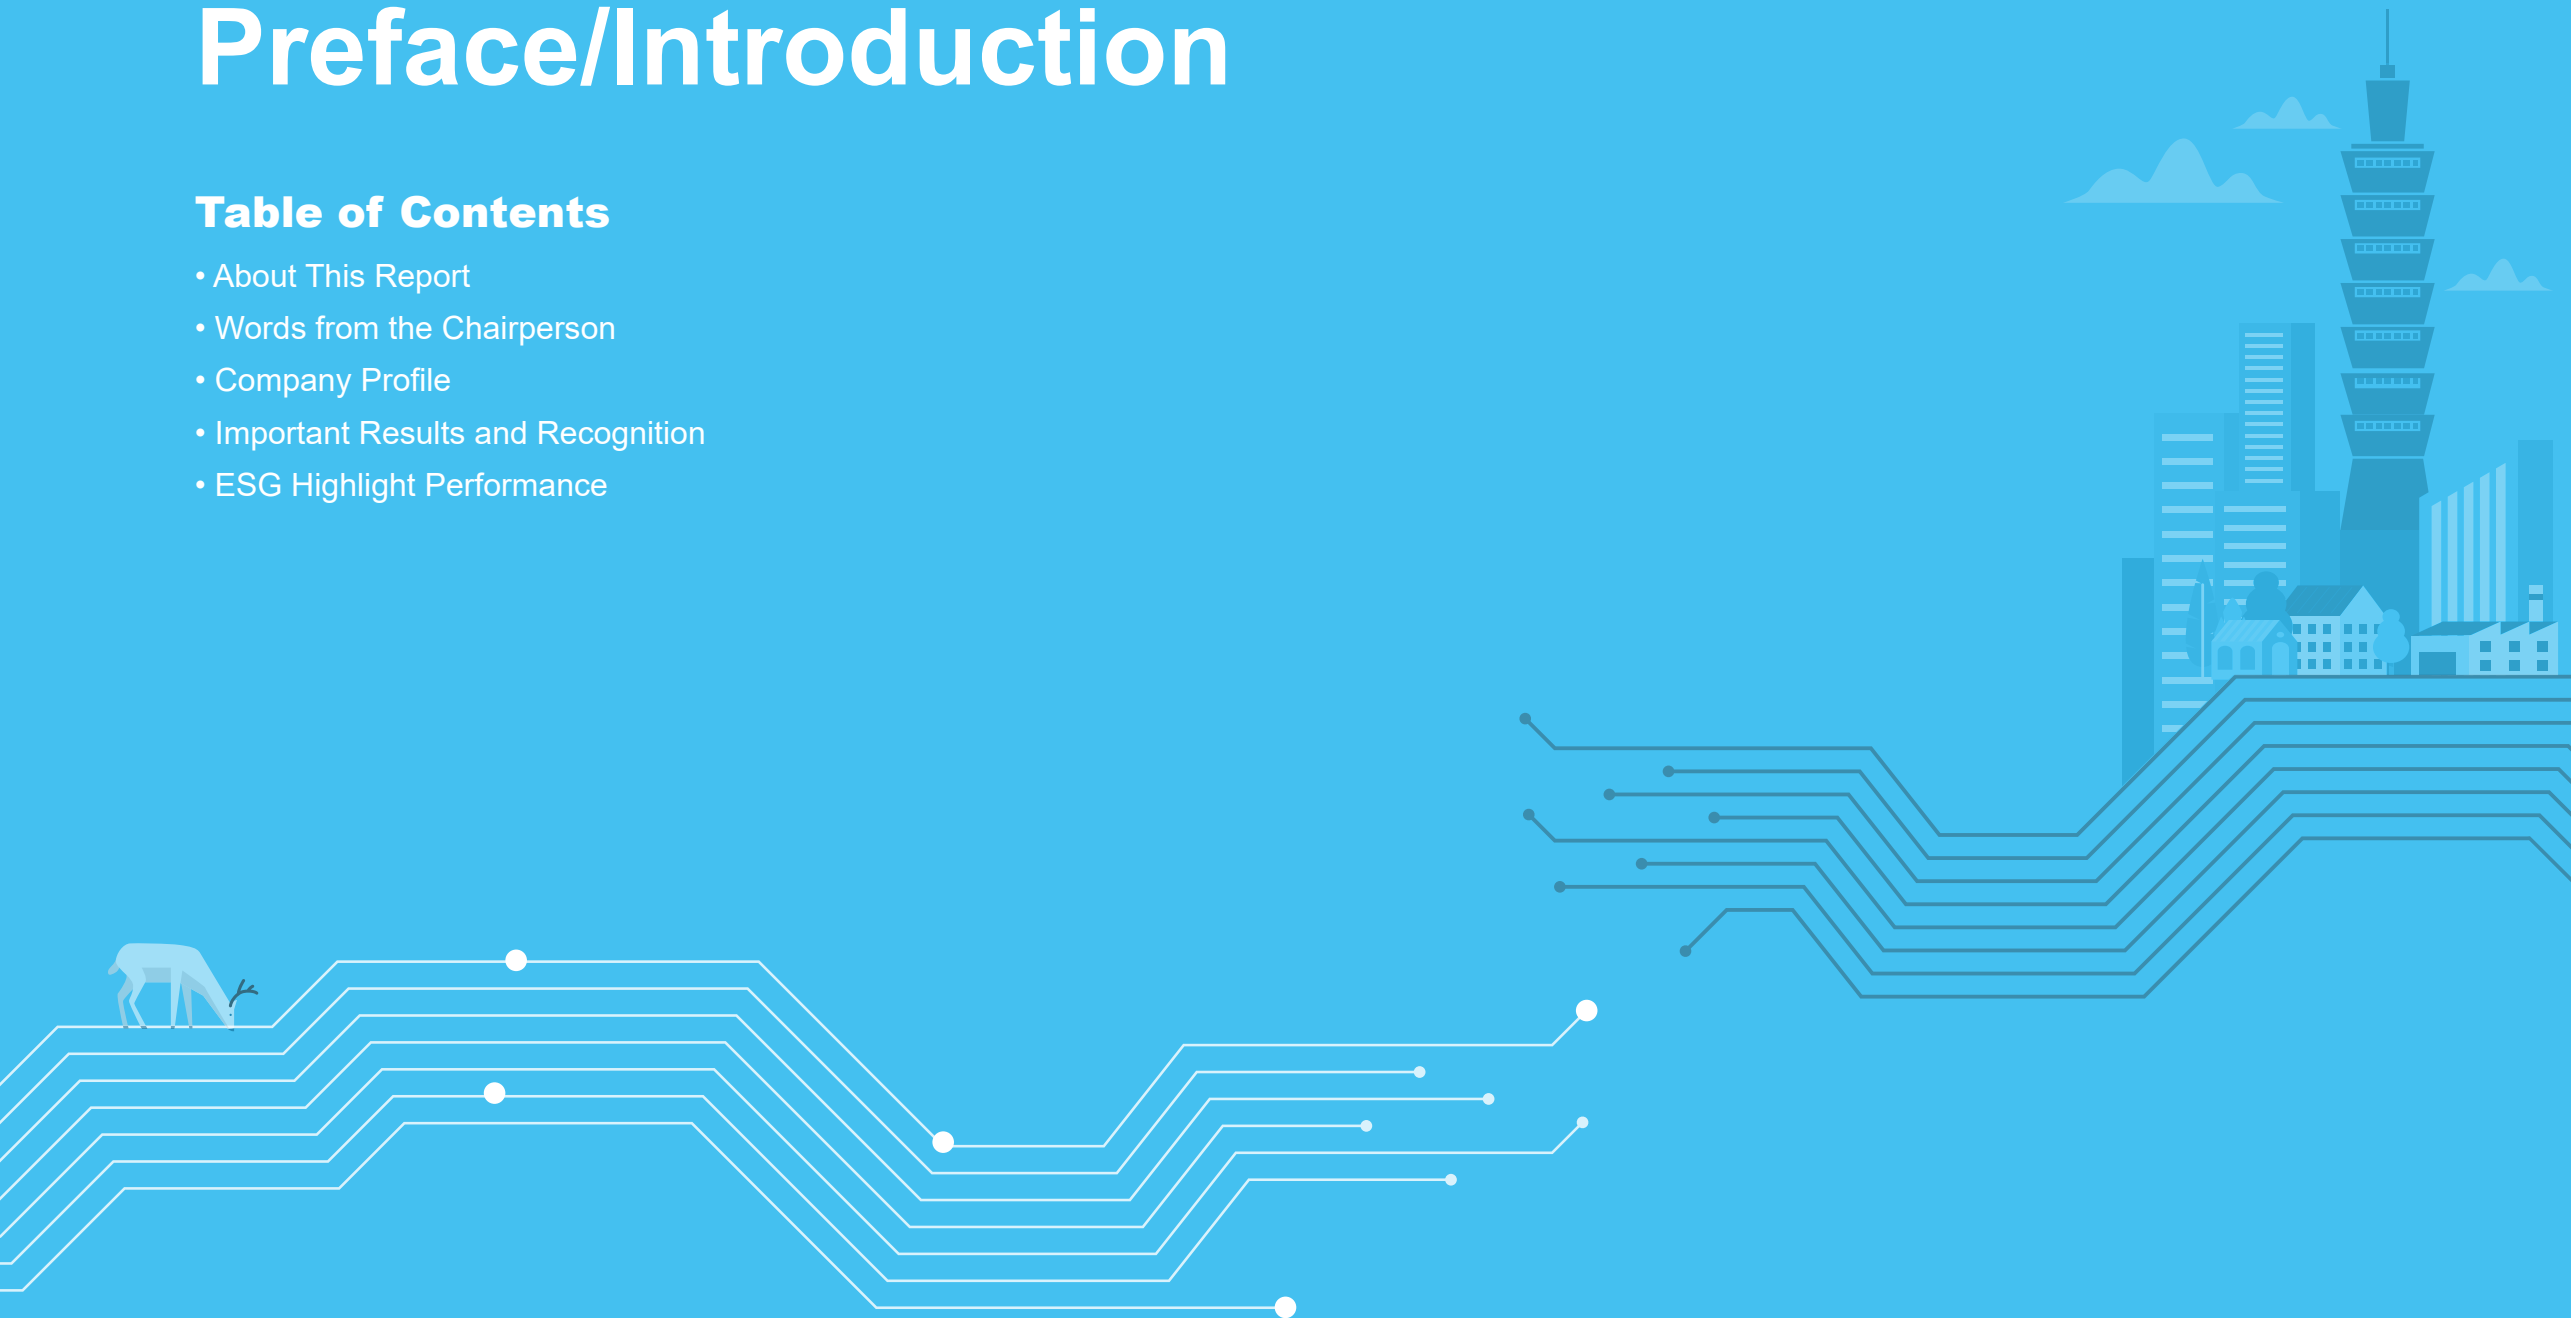 Preface/Introduction
Table of Contents
• About This Report
• Words from the Chairperson
• Company Profile
• Important Results and Recognition
• ESG Highlight Performance